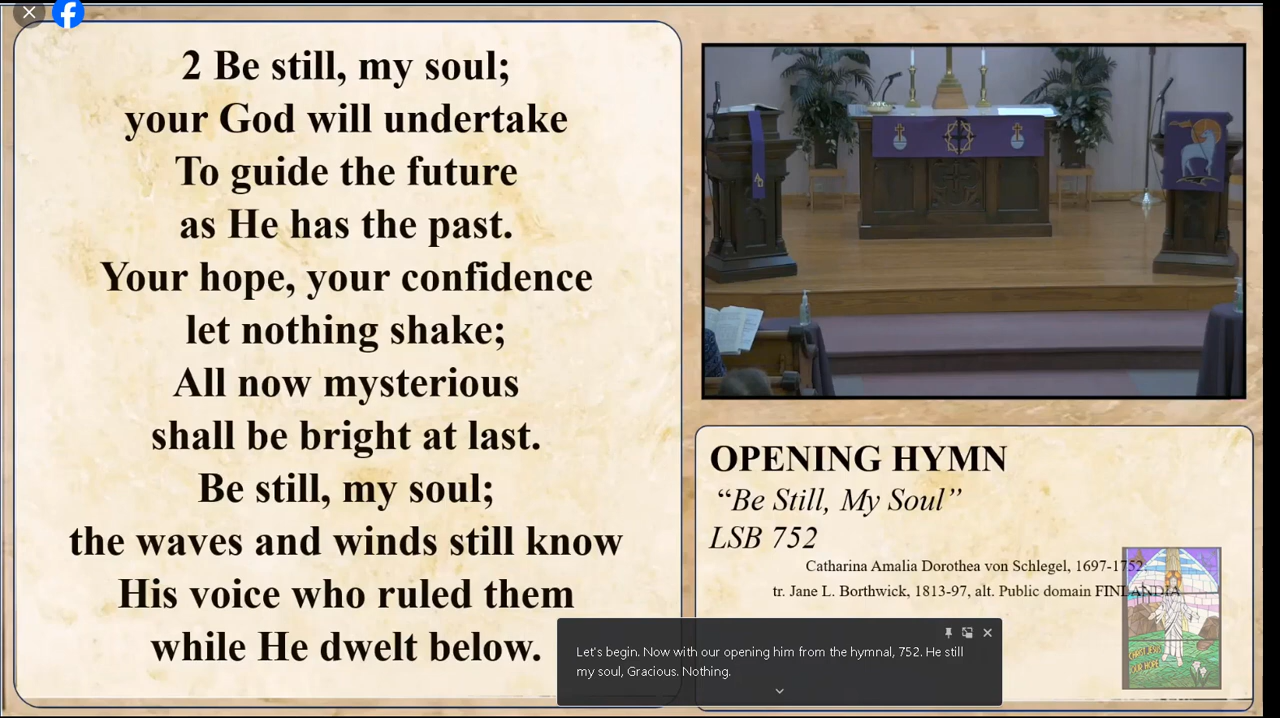 2 Be still, my soul;
your God will undertake
To guide the future
as He has the past.
Your hope, your confidence
let nothing shake;
All now mysterious
shall be bright at last.
Be still, my soul;
the waves and winds still know
His voice who ruled them
while He dwelt below.
OPENING HYMN
“Be Still, My Soul”
LSB 752
Catharina Amalia Dorothea von Schlegel, 1697-1752
tr. Jane L. Borthwick, 1813-97, alt. Public domain FINLANDIA
CHRIST JESUS
OUR HOPE
Let's begin. Now with our opening him from the hymnal, 752. He still
my soul, Gracious. Nothing.